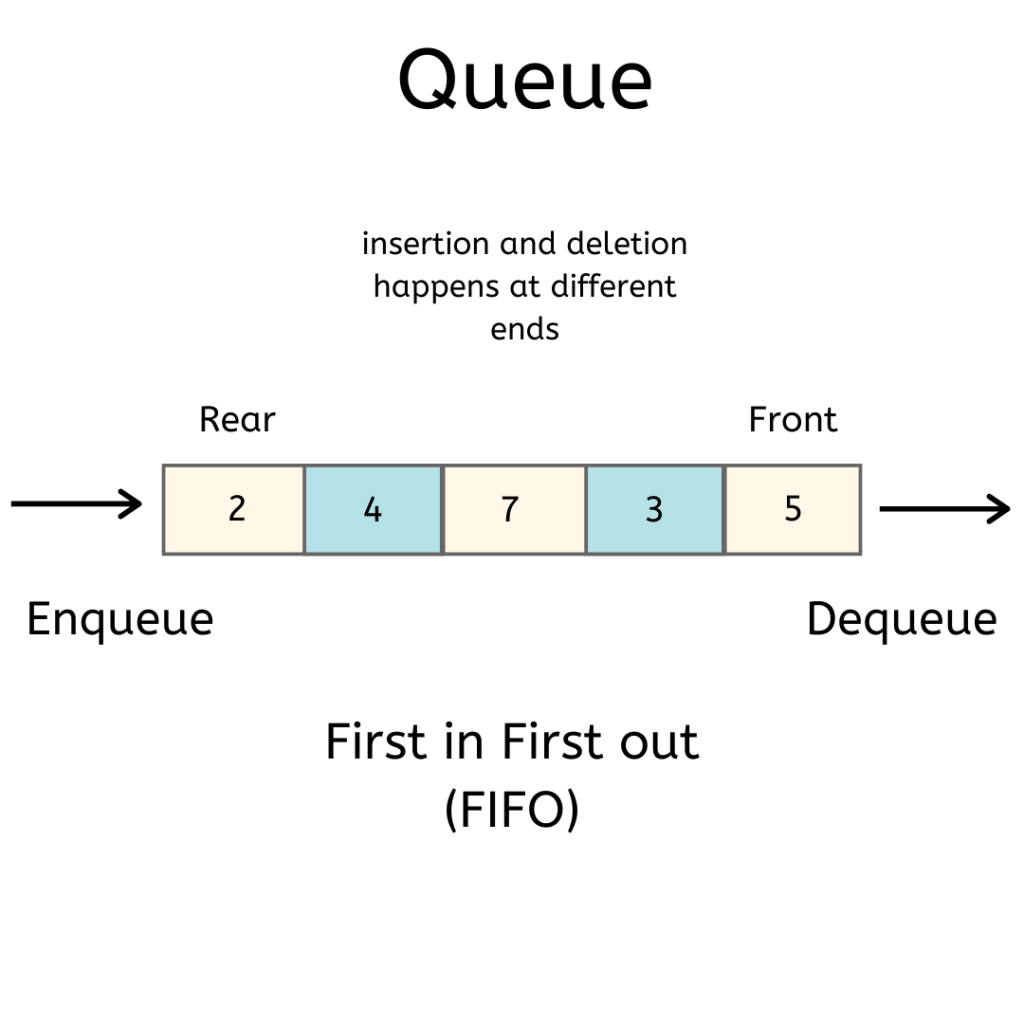 Queue
insertion and deletion
happens at different
ends
Rear Front
2 4 7 3 5
Enqueue Dequeue
First in First out
(FIFO)